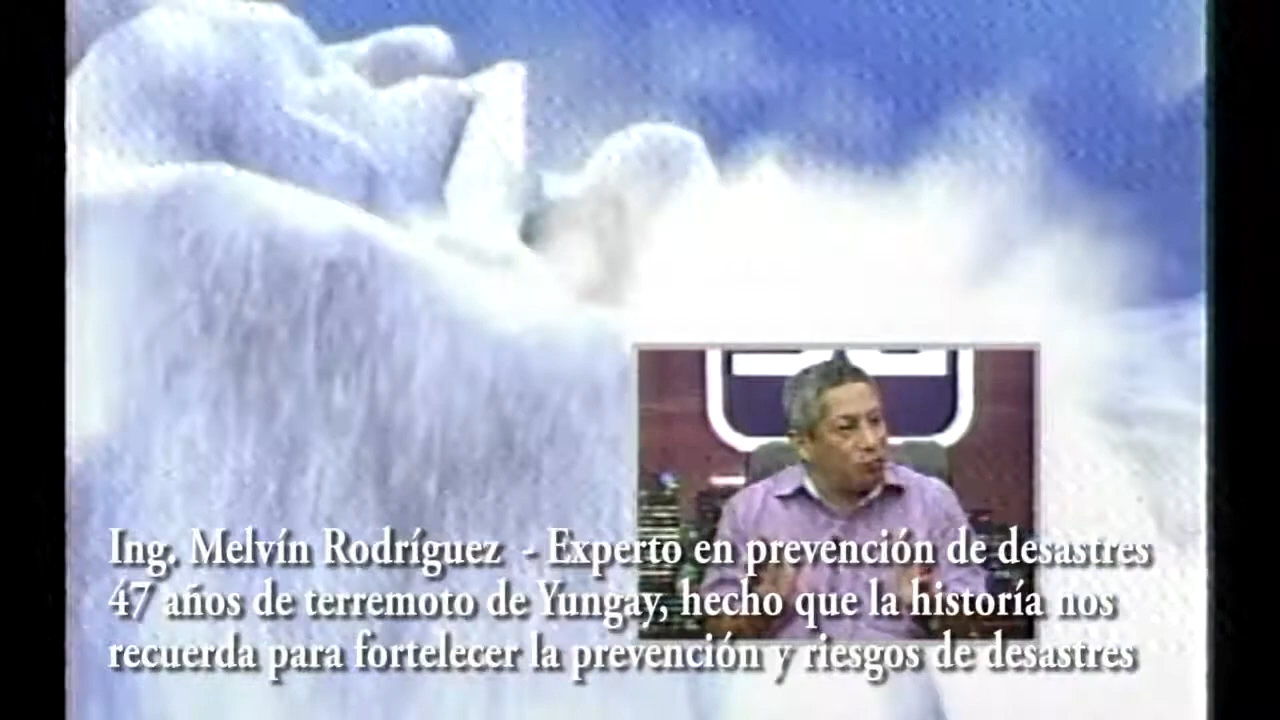 Ing. Melvín Rodríguez - Experto en prevención de desastres
47 años de terremoto de Yungay, hecho que la historía nos
recuerda para fortelecer la prevención y riesgos de desastres